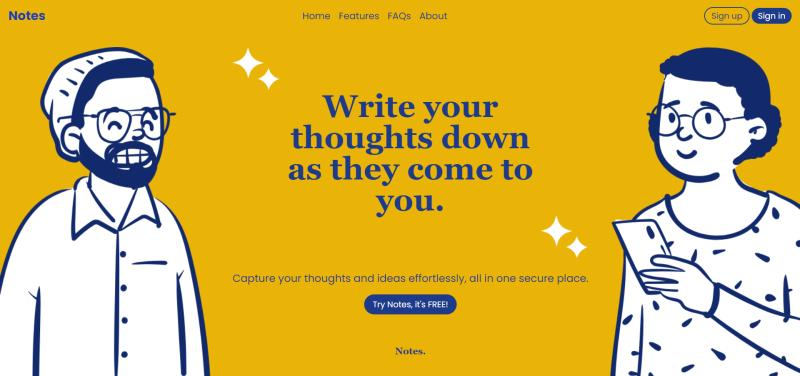 Notes
Home Features FAQs About
Sign up Sign in
Write your
thoughts down
as they come to
you.
Capture your thoughts and ideas effortlessly, all in one secure place.
Try Notes, it's FREE!
Notes.